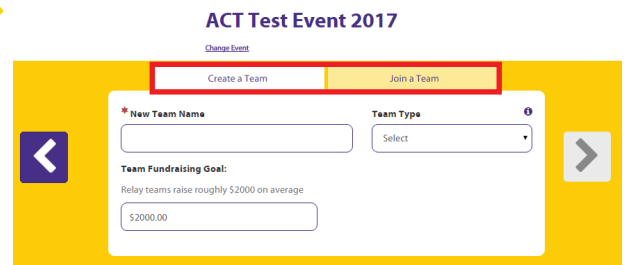 ACT Test Event 2017
Change Event
Create a Team Join a Team
* New Team Name Team Type
Select
Team Fundraising Goal:
Relay teams raise roughly $2000 on average
$2000.00